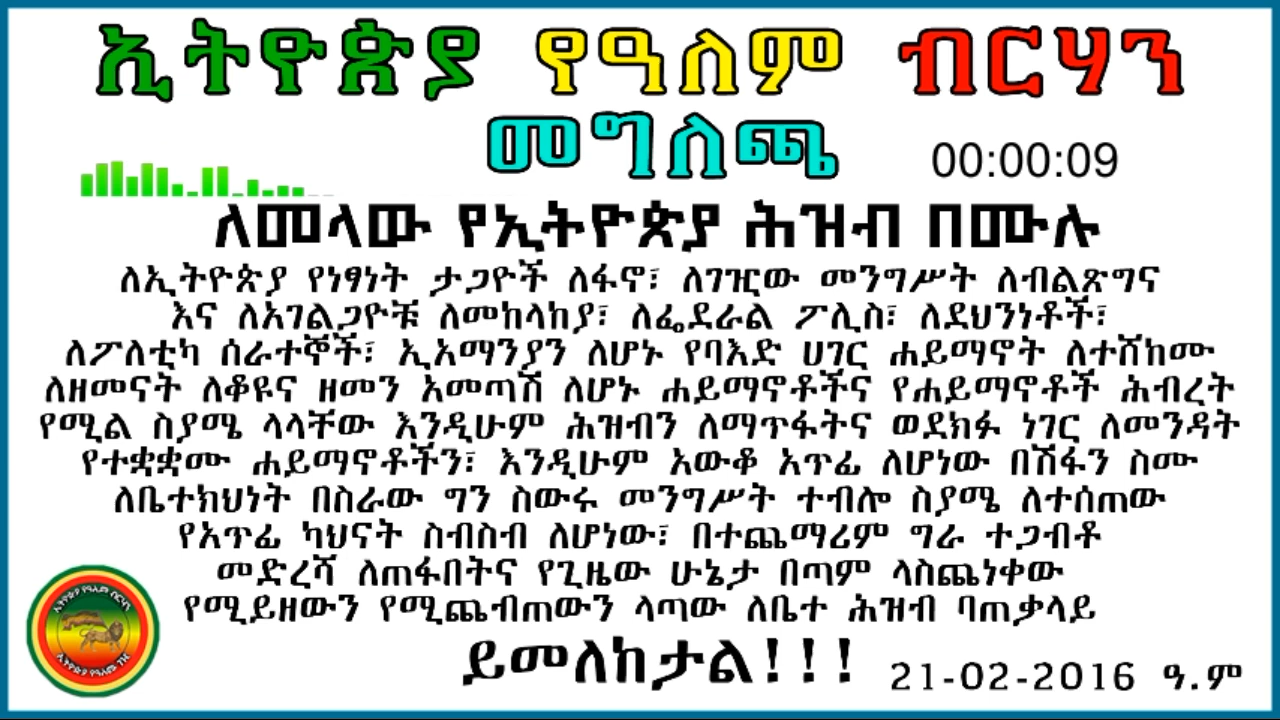 ኢትዮጵያ የዓለም ብርሃን
መግለጫ
00:00:09
ለመላው የኢትዮጵያ ሕዝብ በሙሉ
ለኢትዮጵያ የነፃነት ታጋዮች ለፋኖ፣ ለገዢው መንግሥት ለብልጽግና
እና ለአገልጋዮቹ ለመከላከያ፣ ለፌደራል ፖሊስ፣ ለደህንነቶች፣
ለፖለቲካ ሰራተኞች፣ ኢአማንያን ለሆኑ የባእድ ሀገር ሐይማኖት ለተሸከሙ
ለዘመናት ለቆዩና ዘመን አመጣሽ ለሆኑ ሐይማኖቶችና የሐይማኖቶች ሕብረት
የሚል ስያሜ ላላቸው እንዲሁም ሕዝብን ለማጥፋትና ወደክፉ ነገር ለመንዳት
የተቋቋሙ ሐይማኖቶችን፣ እንዲሁም አውቆ አጥፊ ለሆነው በሽፋን ስሙ
ለቤተክህነት በስራው ግን ስውሩ መንግሥት ተብሎ ስያሜ ለተሰጠው
የአጥፊ ካህናት ስብስብ ለሆነው፣ በተጨማሪም ግራ ተጋብቶ
መድረሻ ለጠፋበትና የጊዜው ሁኔታ በጣም ላስጨነቀው
የሚይዘውን የሚጨብጠውን ላጣው ለቤተ ሕዝብ ባጠቃላይ
ይመለከታል!!!
21-02-2016 ዓ.ም
ኢትዮጵያ የዓለም ብርሃን